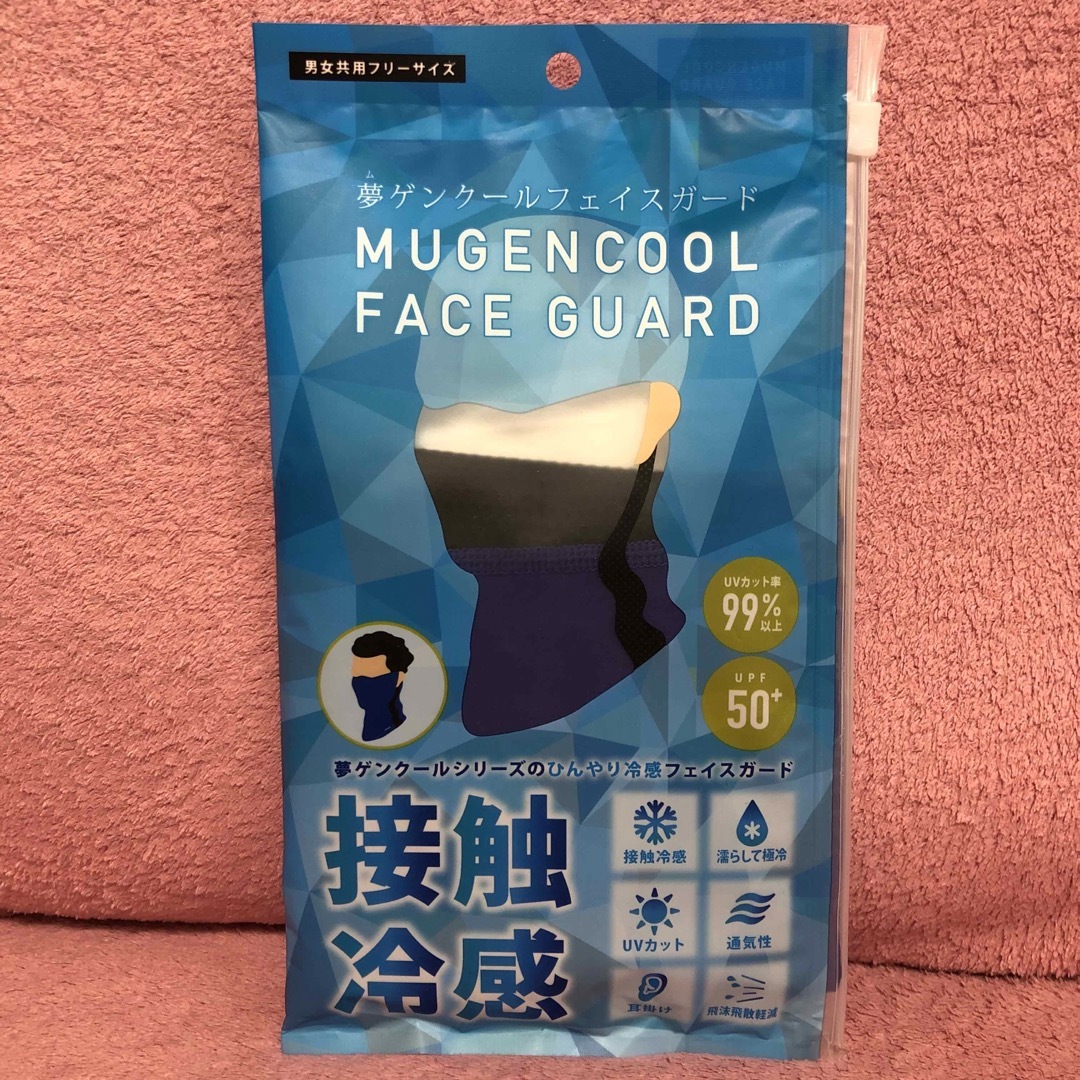 男女共用フリーサイズ
ム
夢ゲンクールフェイスガード
MUGENCOOL
FACE GUARD
UVカット率
99%
以上
UPF
50+
夢ゲンクールシリーズのひんやり冷感フェイスガード
接触
冷感
接触冷感
濡らして極冷
UVカット
通気性
耳掛け
飛沫飛散軽減